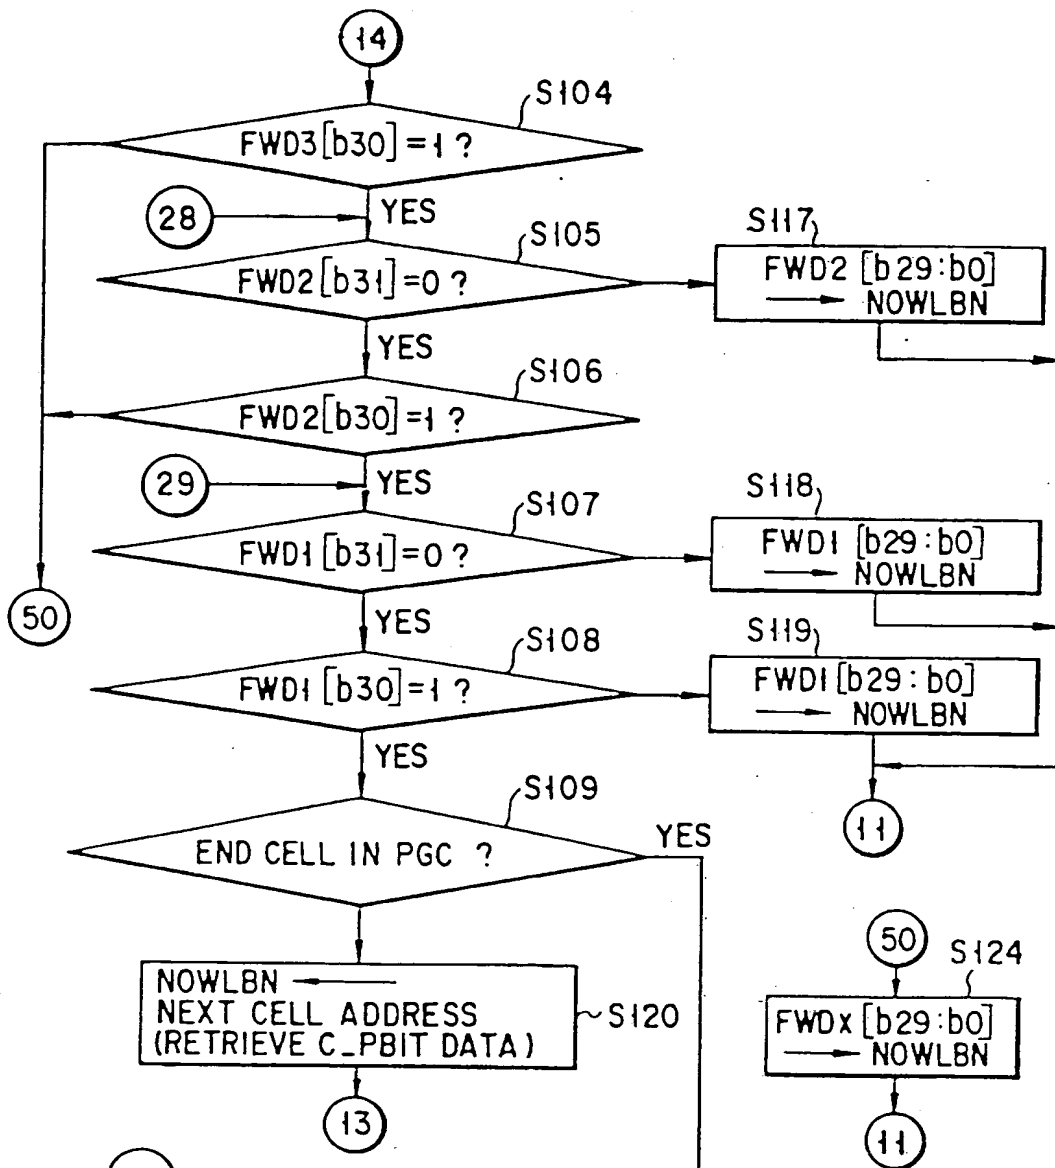 14
S104
FWD3[b30]=1 ?
YES
28
S105
FWD2[b31]=0 ?
S117
FWD2 [b29:b0]
→ NOWLBN
YES
S106
FWD2[b30]=1 ?
YES
29
S107
FWD1[b31]=0 ?
S118
FWD1 [b29:b0]
→ NOWLBN
50
YES
S108
FWD1[b30]=1 ?
S119
FWD1[b29:b0]
→ NOWLBN
YES
11
S109
END CELL IN PGC ?
YES
NOWLBN ←
NEXT CELL ADDRESS
(RETRIEVE C_PBIT DATA)
S120
13
50
S124
FWDX[b29:b0]
→ NOWLBN
11